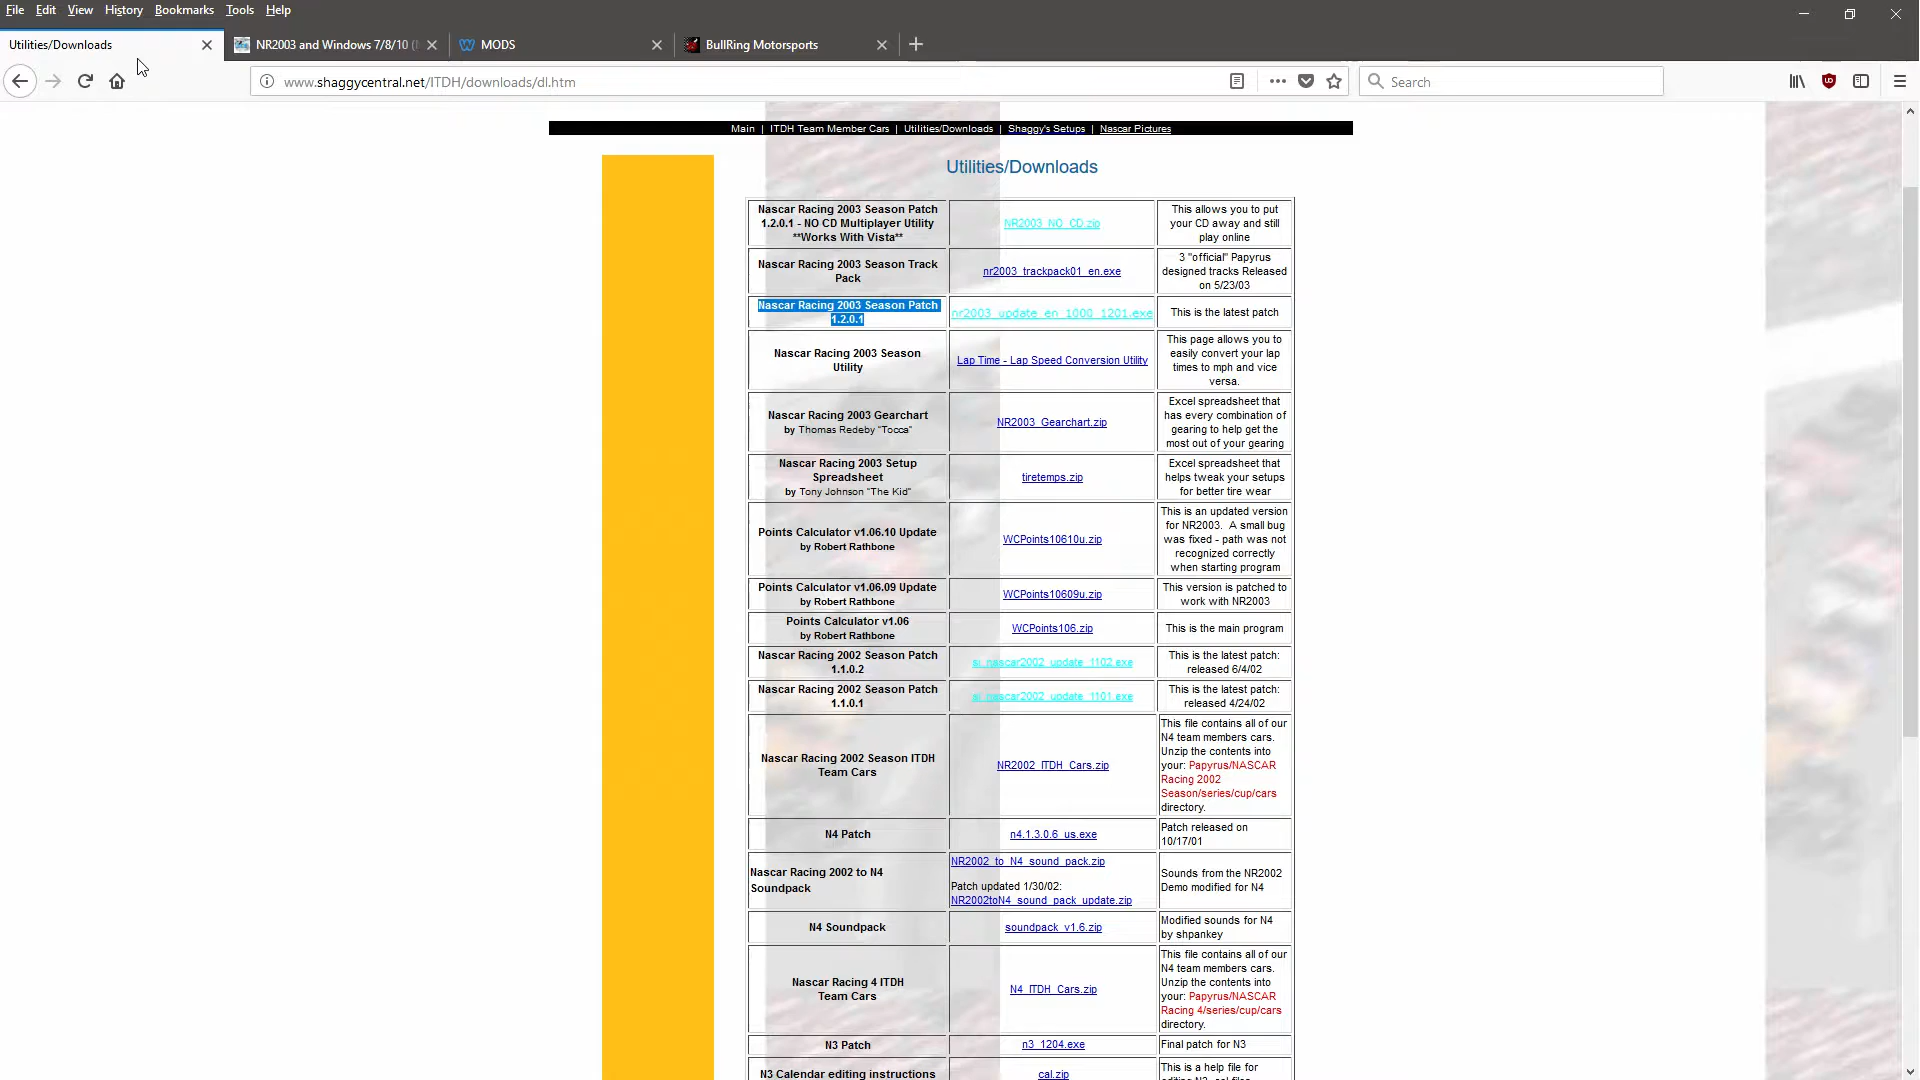 File Edit View History Bookmarks Tools Help
Utilities/Downloads
NR2003 and Windows 7/8/10 (
MODS
BullRing Motorsports
www.shaggycentral.net/ITDH/downloads/dl.htm
Search
Main | ITDH Team Member Cars | Utilities/Downloads | Shaggy's Setups | Nascar Pictures
Utilities/Downloads
Nascar Racing 2003 Season Patch
1.2.0.1 - NO CD Multiplayer Utility
**Works With Vista**
NR2003_NO_CD.zip
This allows you to put
your CD away and still
play online
Nascar Racing 2003 Season Track
Pack
nr2003_trackpack01_en.exe
3 "official" Papyrus
designed tracks Released
on 5/23/03
Nascar Racing 2003 Season Patch
1.2.0.1
nr2003_update_en_1000_1201.exe
This is the latest patch
Nascar Racing 2003 Season
Utility
Lap Time - Lap Speed Conversion Utility
This page allows you to
easily convert your lap
times to mph and vice
versa.
Nascar Racing 2003 Gearchart
by Thomas Redeby "Tocca"
NR2003_Gearchart.zip
Excel spreadsheet that
has every combination of
gearing to help get the
most out of your gearing
Nascar Racing 2003 Setup
Spreadsheet
by Tony Johnson "The Kid"
tiretemps.zip
Excel spreadsheet that
helps tweak your setups
for better tire wear
Points Calculator v1.06.10 Update
by Robert Rathbone
WCPoints10610u.zip
This is an updated version
for NR2003. A small bug
was fixed - path was not
recognized correctly
when starting program
Points Calculator v1.06.09 Update
by Robert Rathbone
WCPoints10609u.zip
This version is patched to
work with NR2003
Points Calculator v1.06
by Robert Rathbone
WCPoints106.zip
This is the main program
Nascar Racing 2002 Season Patch
1.1.0.2
si_nascar2002_update_1102.exe
This is the latest patch:
released 6/4/02
Nascar Racing 2002 Season Patch
1.1.0.1
si_nascar2002_update_1101.exe
This is the latest patch:
released 4/24/02
Nascar Racing 2002 Season ITDH
Team Cars
NR2002_ITDH_Cars.zip
This file contains all of our
N4 team members cars.
Unzip the contents into
your: Papyrus/NASCAR
Racing 2002
Season/series/cup/cars
directory.
N4 Patch
n4.1.3.0.6_us.exe
Patch released on
10/17/01
Nascar Racing 2002 to N4
Soundpack
NR2002_to_N4_sound_pack.zip
Patch updated 1/30/02:
NR2002toN4_sound_pack_update.zip
Sounds from the NR2002
Demo modified for N4
N4 Soundpack
soundpack_v1.6.zip
Modified sounds for N4
by shpankey
Nascar Racing 4 ITDH
Team Cars
N4_ITDH_Cars.zip
This file contains all of our
N4 team members cars.
Unzip the contents into
your: Papyrus/NASCAR
Racing 4/series/cup/cars
directory.
N3 Patch
n3_1204.exe
Final patch for N3
N3 Calendar editing instructions
cal.zip
This is a help file for